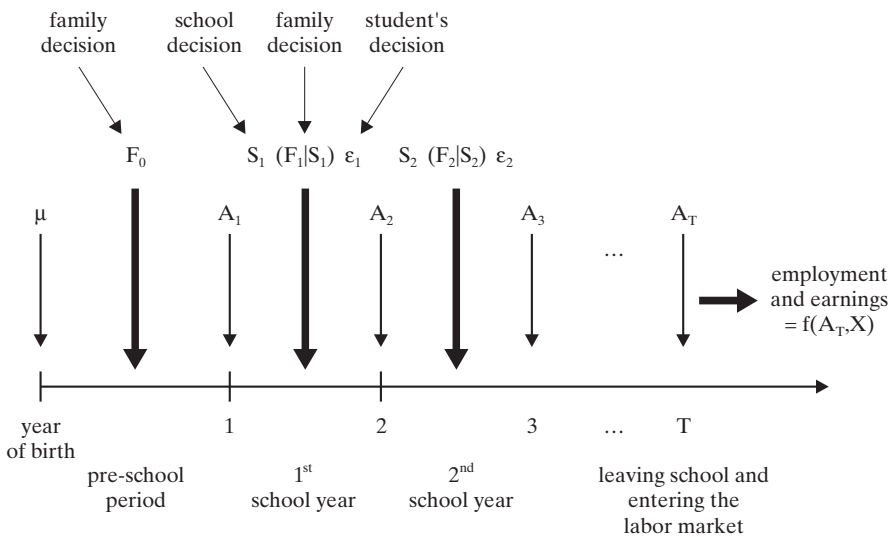 family decision
school decision
family decision
student's decision
F₀
S₁ (F₁|S₁) ε₁
S₂ (F₂|S₂) ε₂
μ
A₁
A₂
A₃
...
A_T
employment
and earnings
= f(A_T,X)
year
of birth
1
2
3
...
T
pre-school
period
1st
school year
2nd
school year
leaving school and
entering the
labor market